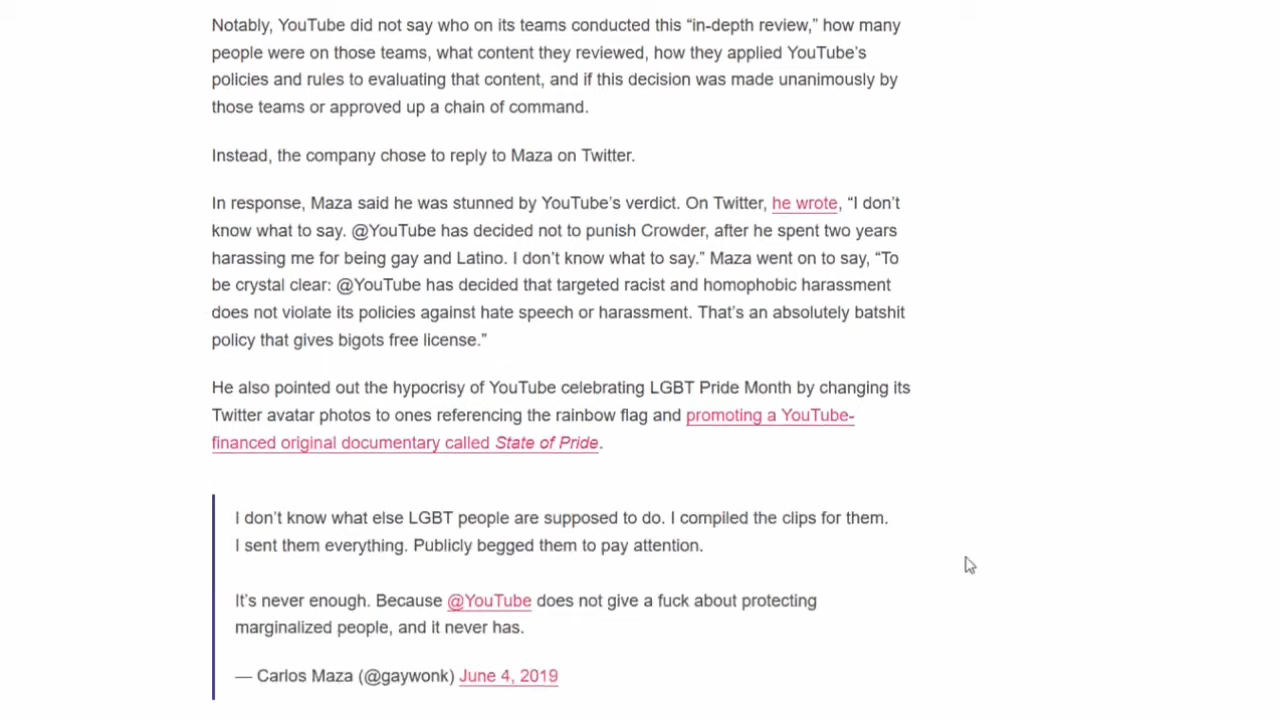 Notably, YouTube did not say who on its teams conducted this “in-depth review,” how many
people were on those teams, what content they reviewed, how they applied YouTube’s
policies and rules to evaluating that content, and if this decision was made unanimously by
those teams or approved up a chain of command.
Instead, the company chose to reply to Maza on Twitter.
In response, Maza said he was stunned by YouTube’s verdict. On Twitter, he wrote, “I don’t
know what to say. @YouTube has decided not to punish Crowder, after he spent two years
harassing me for being gay and Latino. I don’t know what to say.” Maza went on to say, “To
be crystal clear: @YouTube has decided that targeted racist and homophobic harassment
does not violate its policies against hate speech or harassment. That’s an absolutely batshit
policy that gives bigots free license.”
He also pointed out the hypocrisy of YouTube celebrating LGBT Pride Month by changing its
Twitter avatar photos to ones referencing the rainbow flag and promoting a YouTube-
financed original documentary called State of Pride.
I don’t know what else LGBT people are supposed to do. I compiled the clips for them.
I sent them everything. Publicly begged them to pay attention.
It’s never enough. Because @YouTube does not give a fuck about protecting
marginalized people, and it never has.
— Carlos Maza (@gaywonk) June 4, 2019